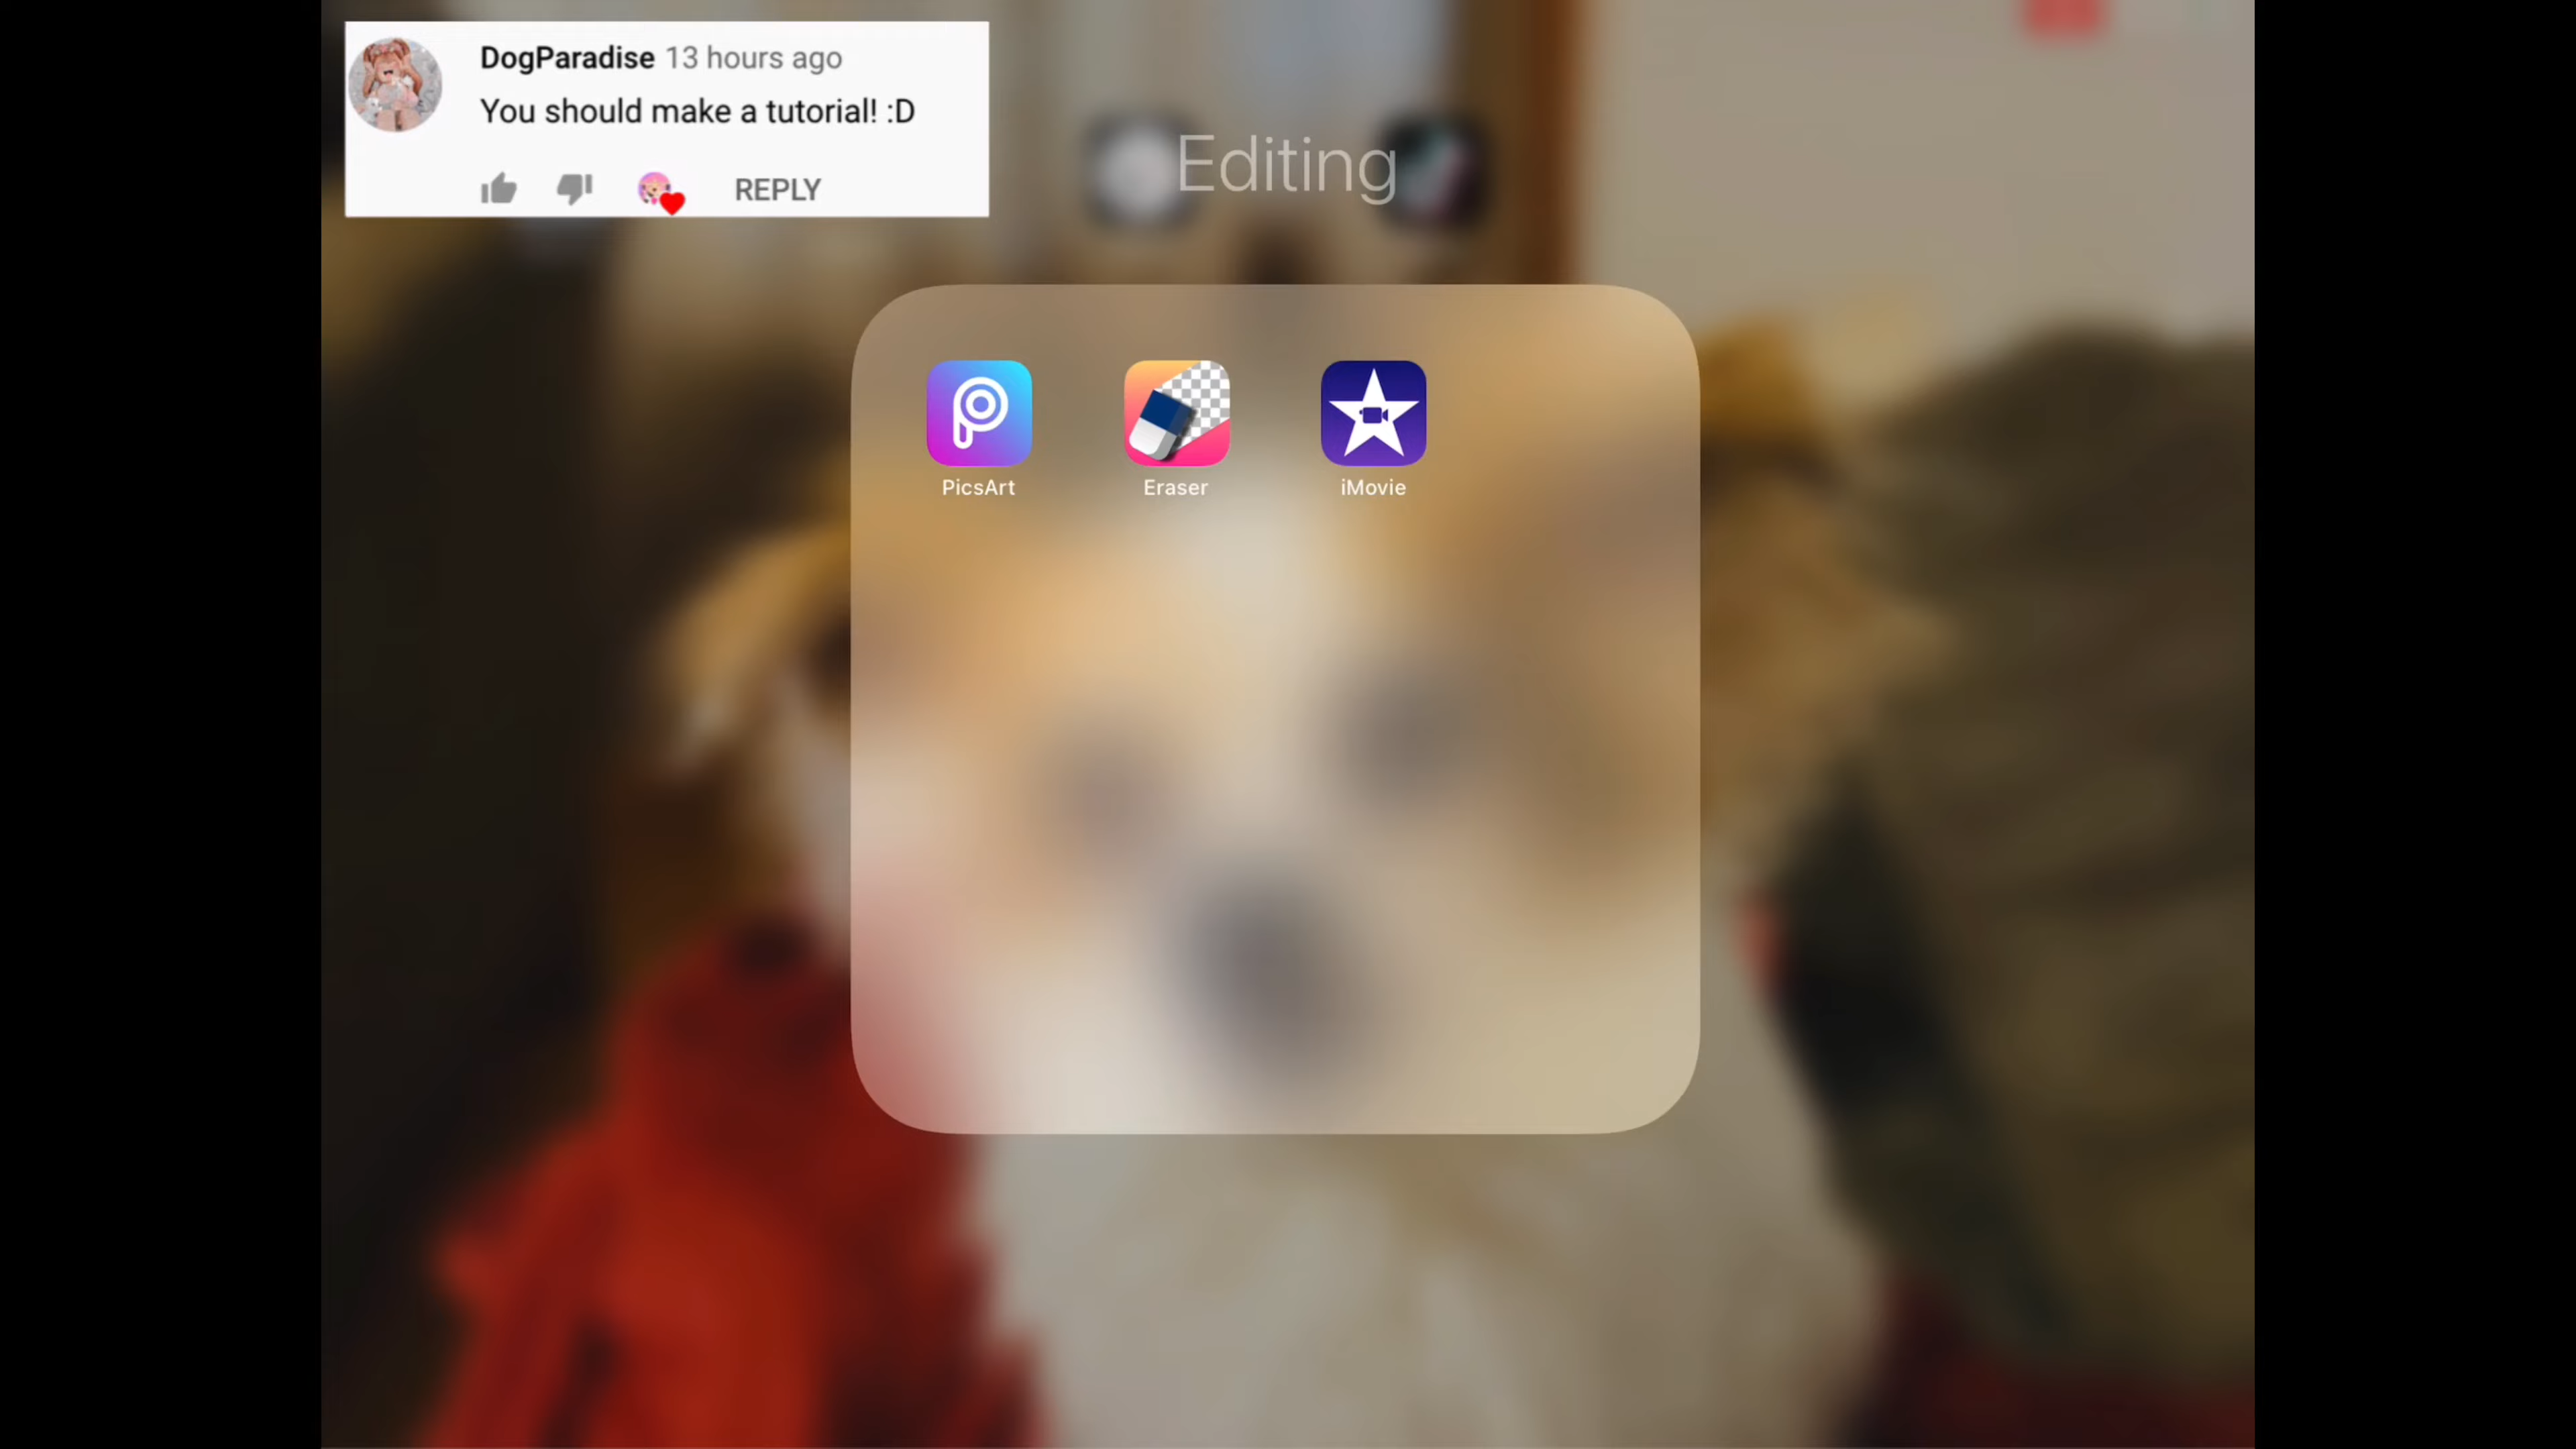 DogParadise 13 hours ago
You should make a tutorial! :D
REPLY
Editing
PicsArt
Eraser
iMovie